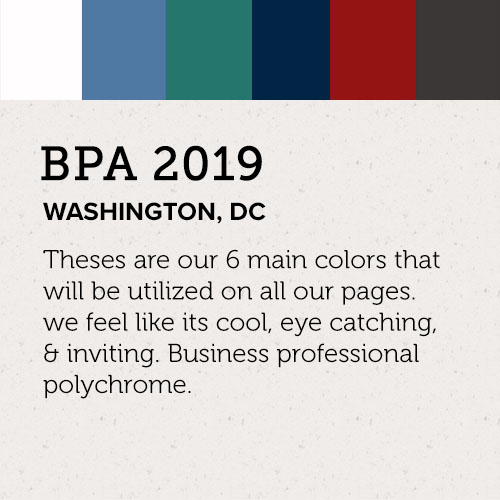 BPA 2019
WASHINGTON, DC
Theses are our 6 main colors that
will be utilized on all our pages.
we feel like its cool, eye catching,
& inviting. Business professional
polychrome.